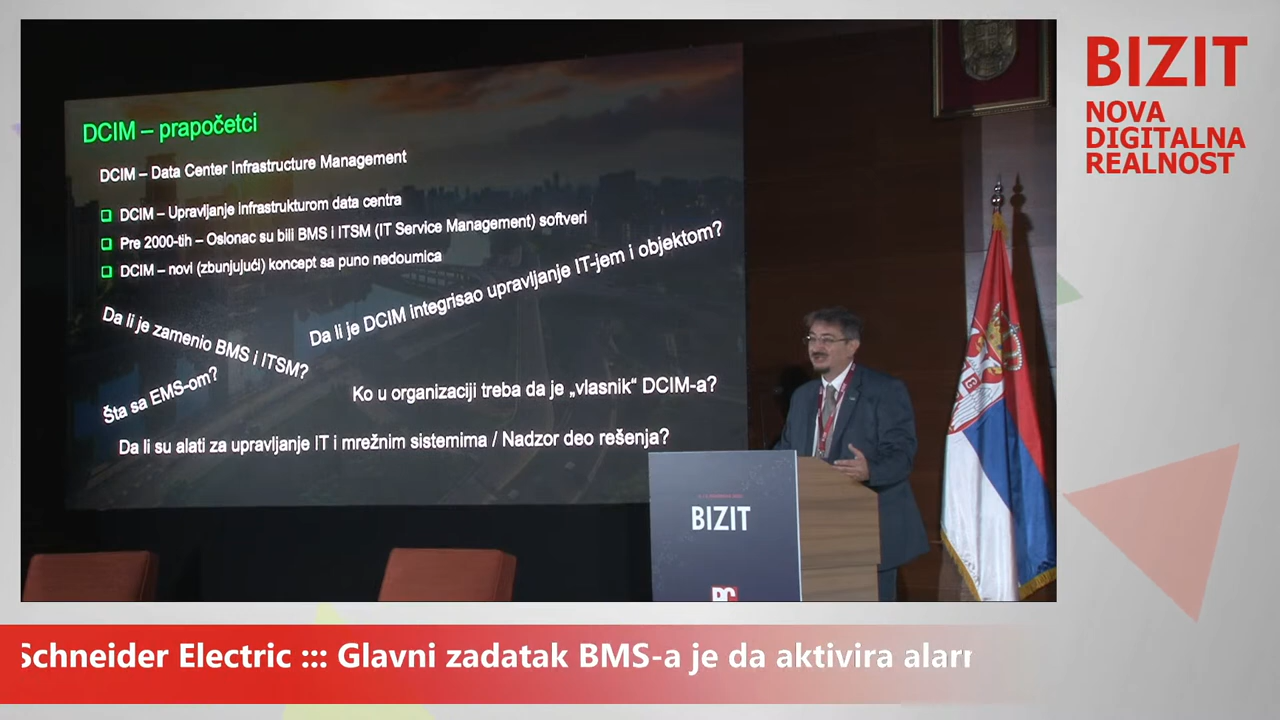 DCIM – prapočetci
DCIM – Data Center Infrastructure Management
DCIM – Upravljanje infrastrukturom data centra
Pre 2000-tih – Oslonac su bili BMS i ITSM (IT Service Management) softveri
DCIM – novi (zbunjujući) koncept sa puno nedoumica
Da li je DCIM integrisao upravljanje IT-jem i objektom?
Da li je zamenio BMS i ITSM?
Šta sa EMS-om?
Ko u organizaciji treba da je „vlasnik“ DCIM-a?
Da li su alati za upravljanje IT i mrežnim sistemima / Nadzor deo rešenja?
BIZIT
PC
BIZIT
NOVA
DIGITALNA
REALNOST
Schneider Electric ::: Glavni zadatak BMS-a je da aktivira